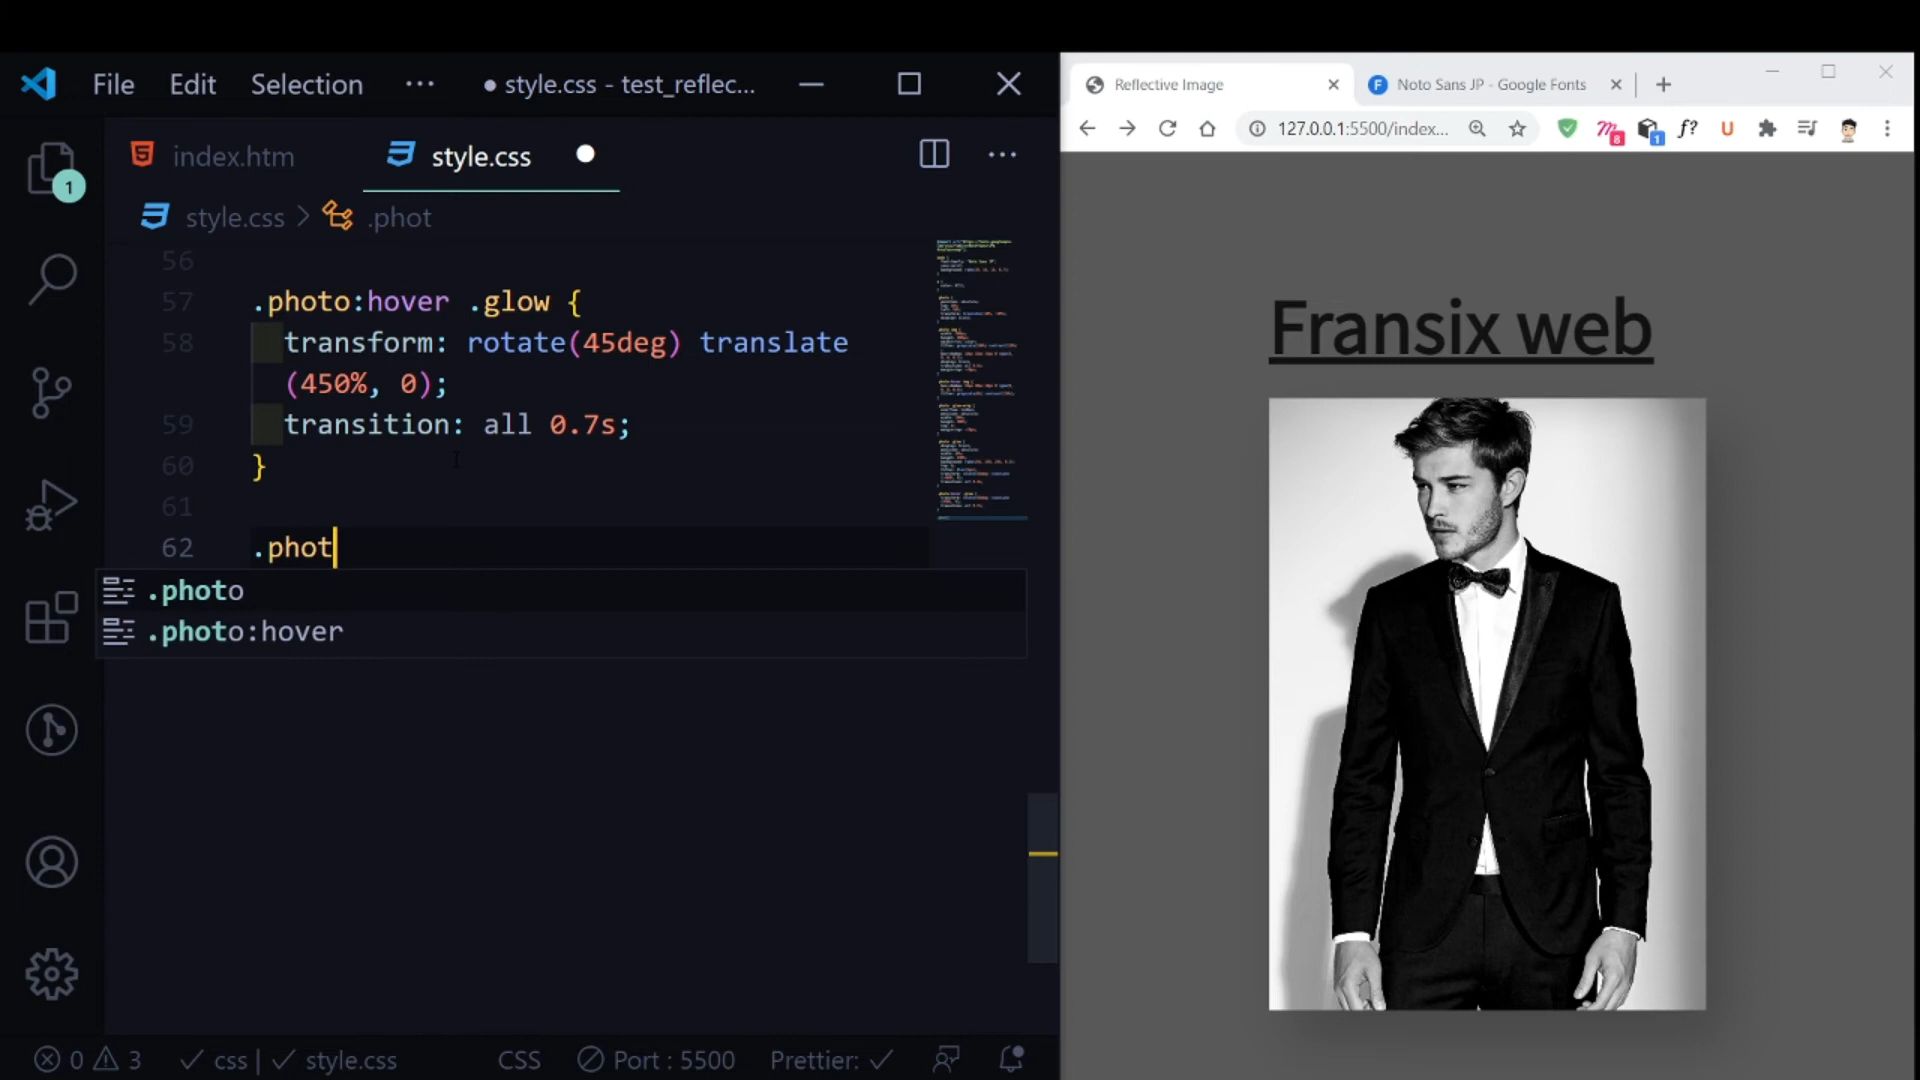 File Edit Selection ··· ● style.css - test_reflec...
index.htm style.css
1
style.css > .phot
56
57 .photo:hover .glow {
58 transform: rotate(45deg) translate
(450%, 0);
59 transition: all 0.7s;
60 }
61
62 .phot
.photo
.photo:hover
0 3 css | style.css CSS Port : 5500 Prettier:
Reflective Image Noto Sans JP - Google Fonts
127.0.0.1:5500/index... 8 1 f? U
Fransix web